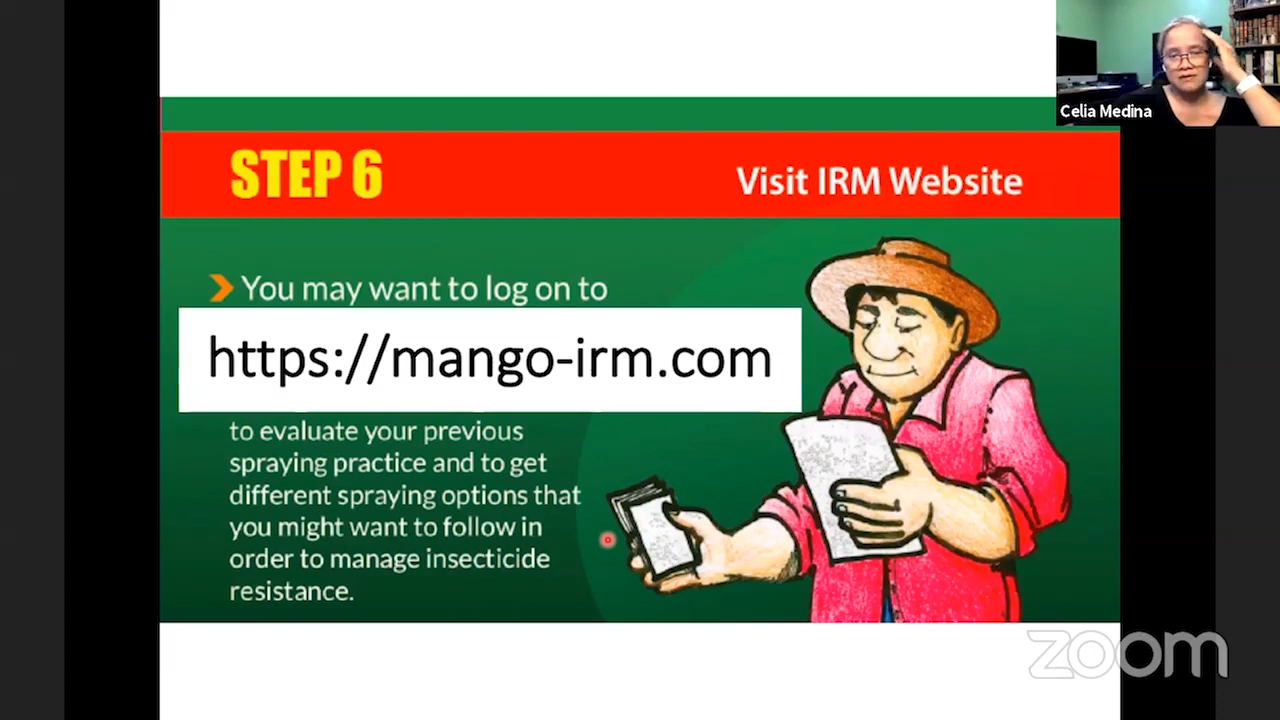 Celia Medina
STEP 6
Visit IRM Website
You may want to log on to
https://mango-irm.com
to evaluate your previous
spraying practice and to get
different spraying options that
you might want to follow in
order to manage insecticide
resistance.
zoom